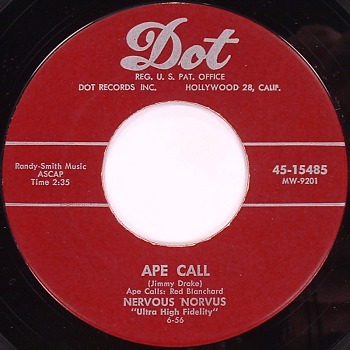 Dot
REG. U. S. PAT. OFFICE
DOT RECORDS INC. HOLLYWOOD 28, CALIF.
Randy-Smith Music
ASCAP
Time 2:35
45-15485
MW-9201
APE CALL
(Jimmy Drake)
Ape Calls: Red Blanchard
NERVOUS NORVUS
"Ultra High Fidelity"
6-56